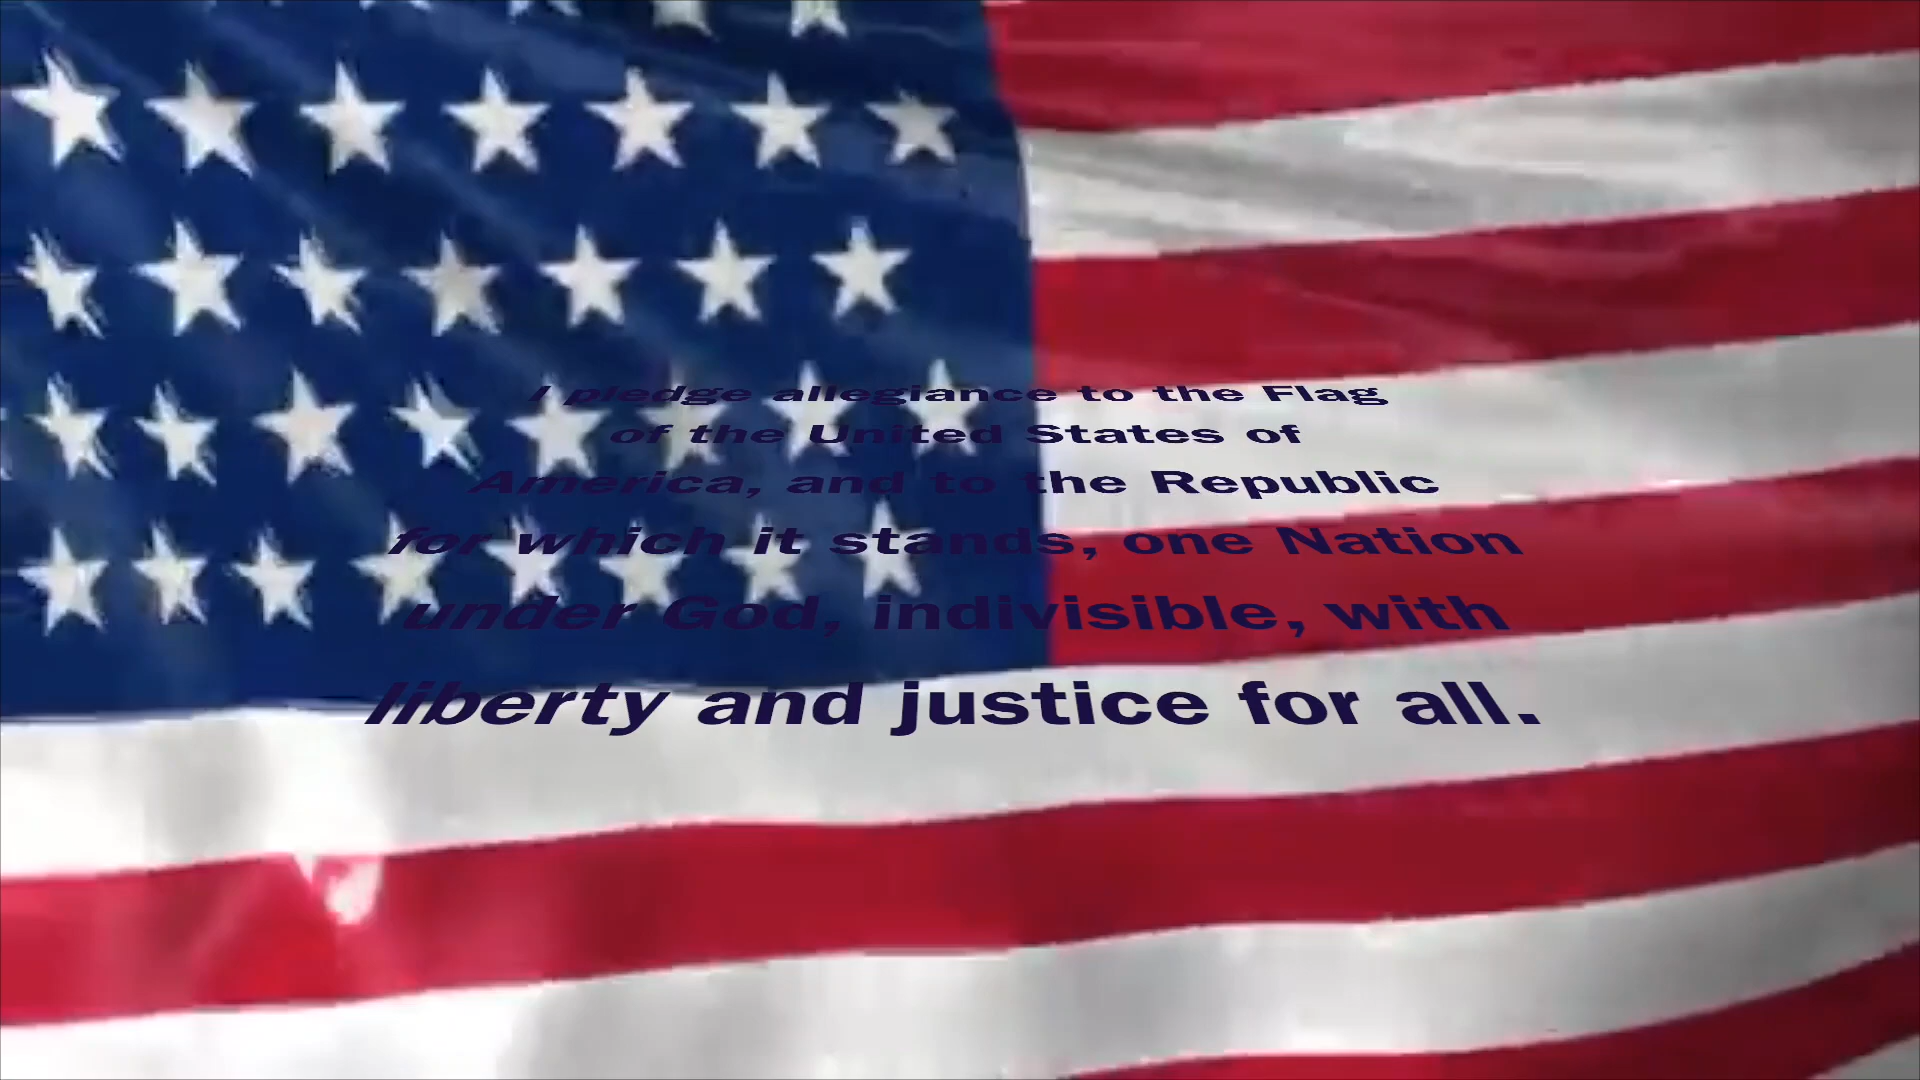 I pledge allegiance to the Flag
of the United States of
America, and to the Republic
for which it stands, one Nation
under God, indivisible, with
liberty and justice for all.